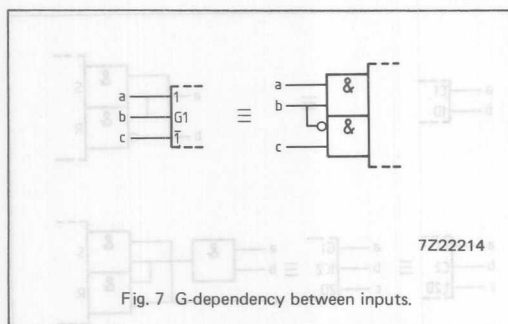 a 1 a &
b G1 ≡ b
c 1̅ c &
7Z22214
Fig. 7 G-dependency between inputs.